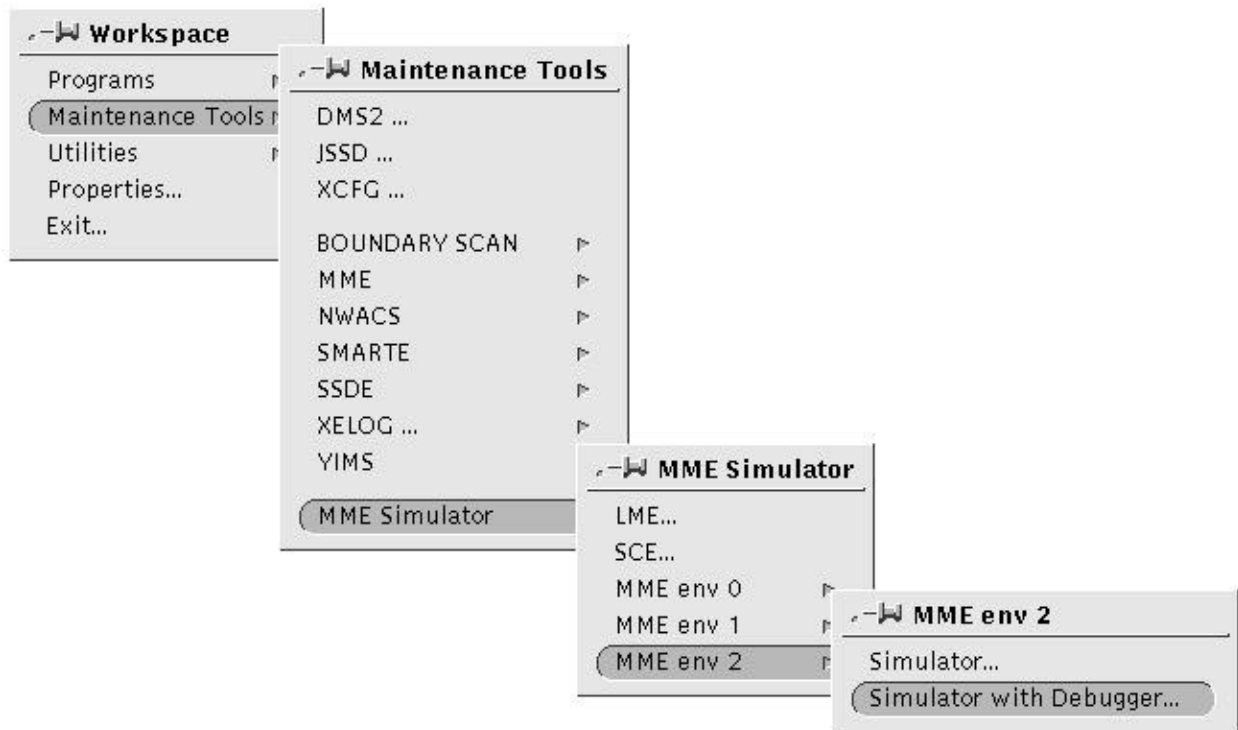 Workspace
Programs
Maintenance Tools
Utilities
Properties...
Exit...
Maintenance Tools
DMS2 ...
JSSD ...
XCFG ...
BOUNDARY SCAN
MME
NWACS
SMARTE
SSDE
XELOG ...
YIMS
MME Simulator
MME Simulator
LME...
SCE...
MME env 0
MME env 1
MME env 2
MME env 2
Simulator...
Simulator with Debugger...